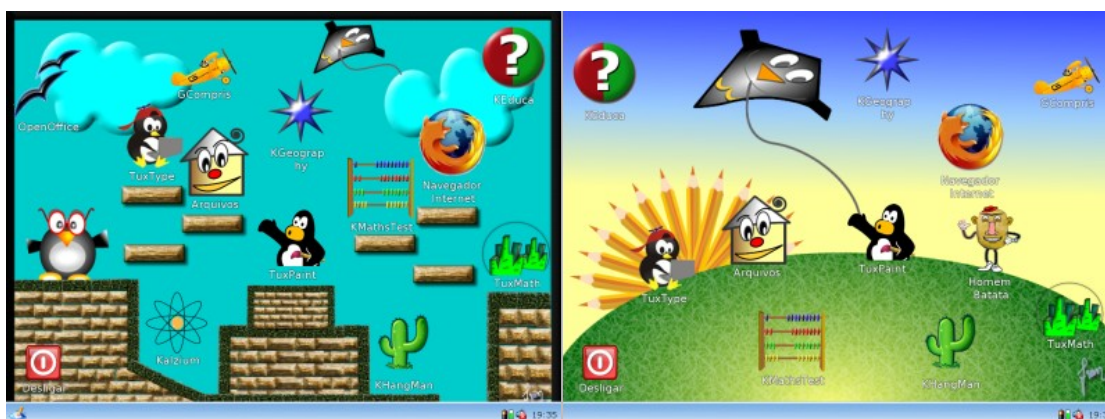 ?
KEduca
GCompris
OpenOffice
TuxType
KGeograp
hy
Arquivos
Navegador
Internet
KMathsTest
TuxPaint
TuxMath
Kalzium
KHangMan
Desligar
19:35
?
KEduca
KGeograp
hy
GCompris
Navegador
Internet
TuxType
Arquivos
TuxPaint
Homem
Batata
TuxMath
KMathsTest
KHangMan
Desligar